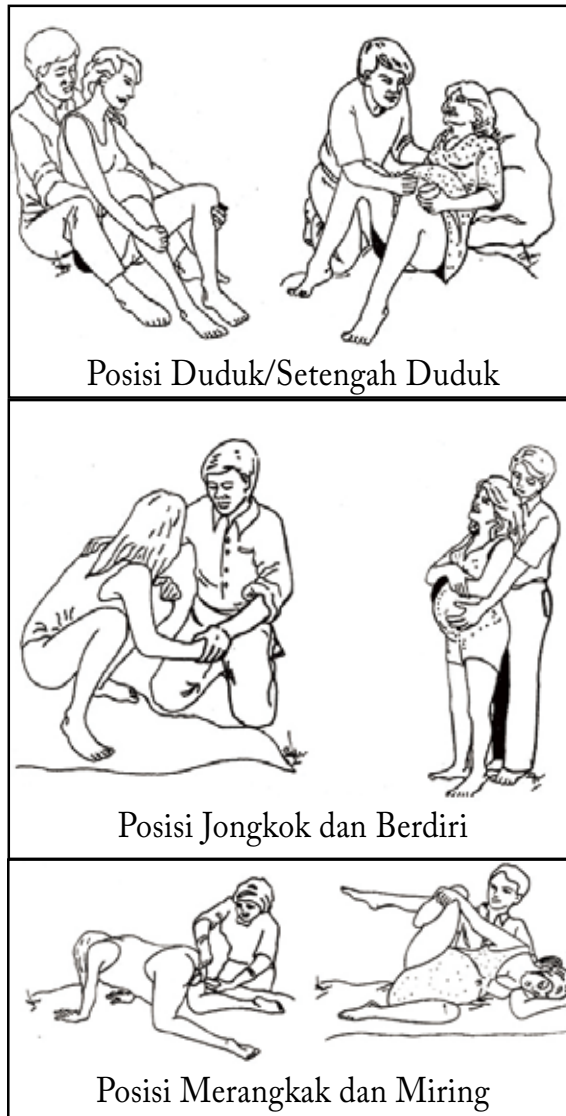 Posisi Duduk/Setengah Duduk
Posisi Jongkok dan Berdiri
Posisi Merangkak dan Miring